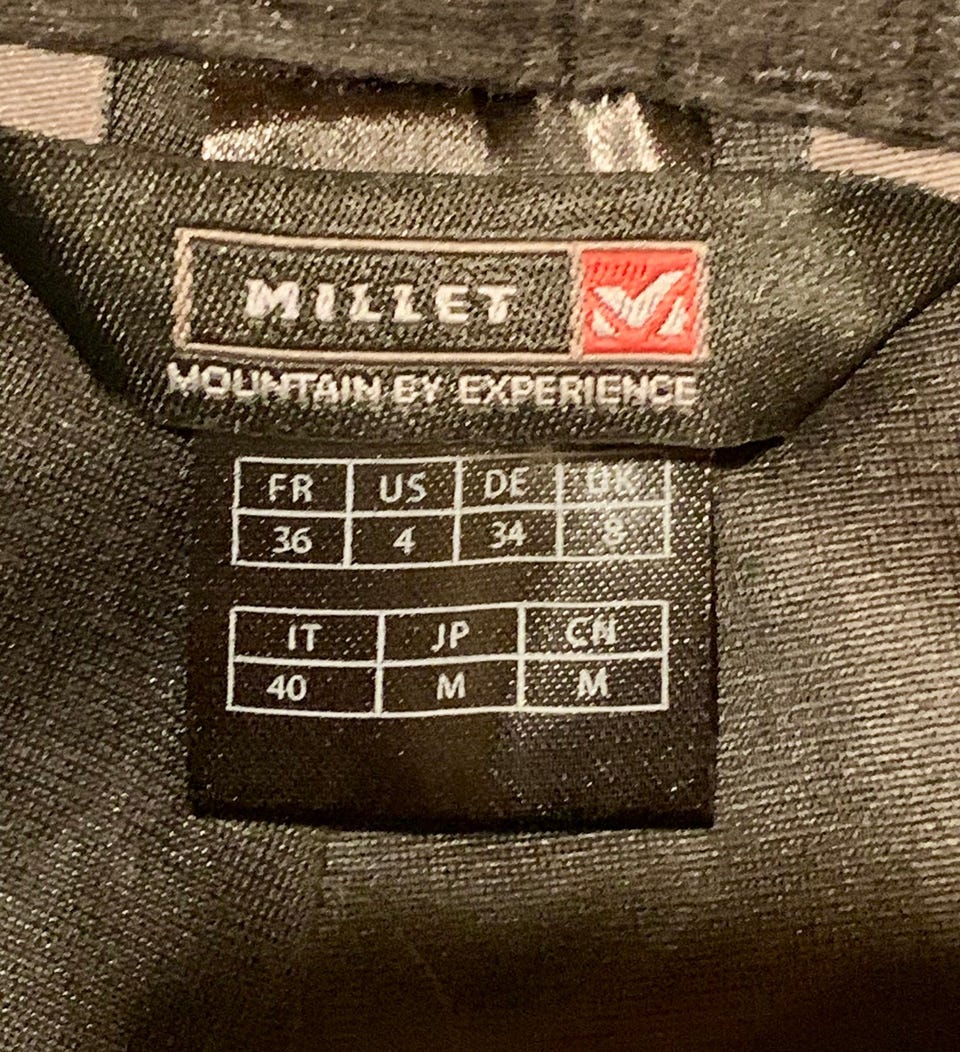 MILLET
MOUNTAIN BY EXPERIENCE
FR US DE UK
36 4 34 8
IT JP CN
40 M M